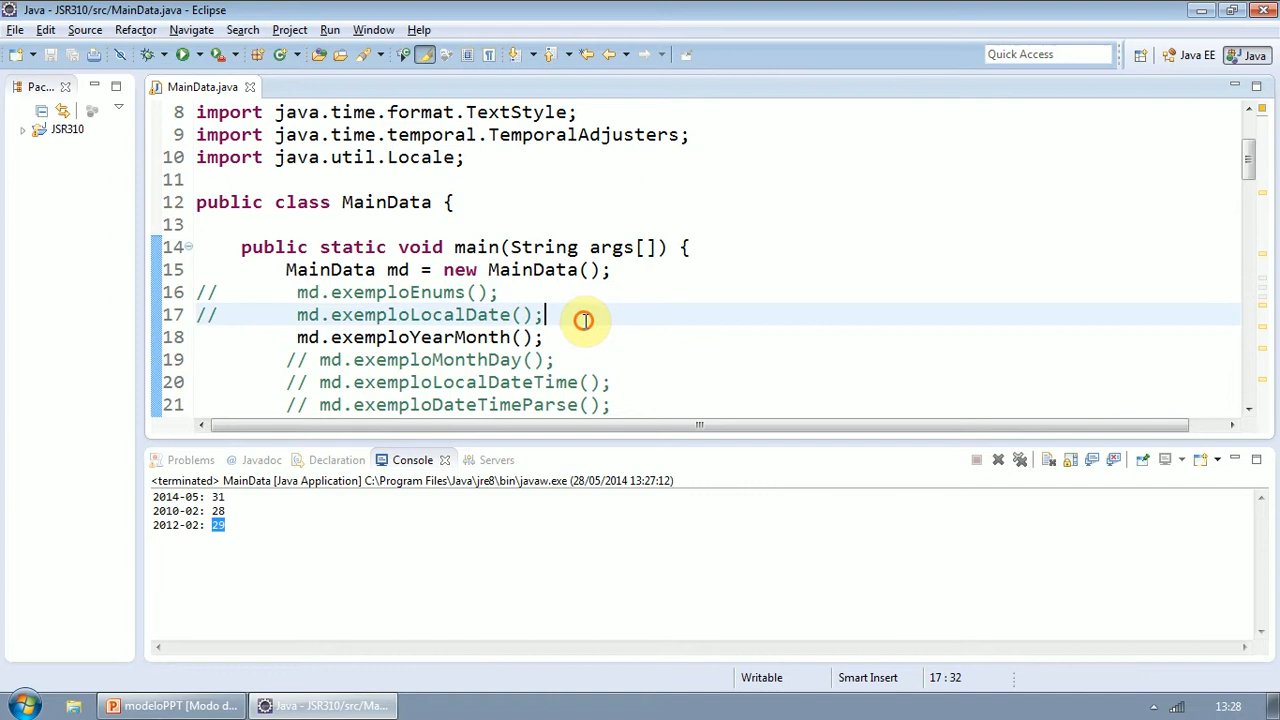 Java - JSR310/src/MainData.java - Eclipse
File Edit Source Refactor Navigate Search Project Run Window Help
Quick Access
Java EE
Java
Pac...
MainData.java
JSR310
8 import java.time.format.TextStyle;
9 import java.time.temporal.TemporalAdjusters;
10 import java.util.Locale;
11
12 public class MainData {
13
14 public static void main(String args[]) {
15 MainData md = new MainData();
16 // md.exemploEnums();
17 // md.exemploLocalDate();
18 md.exemploYearMonth();
19 // md.exemploMonthDay();
20 // md.exemploLocalDateTime();
21 // md.exemploDateTimeParse();
Problems Javadoc Declaration Console Servers
<terminated> MainData [Java Application] C:\Program Files\Java\jre8\bin\javaw.exe (28/05/2014 13:27:12)
2014-05: 31
2010-02: 28
2012-02: 29
Writable Smart Insert 17 : 32
modeloPPT [Modo d... Java - JSR310/src/Ma... 13:28